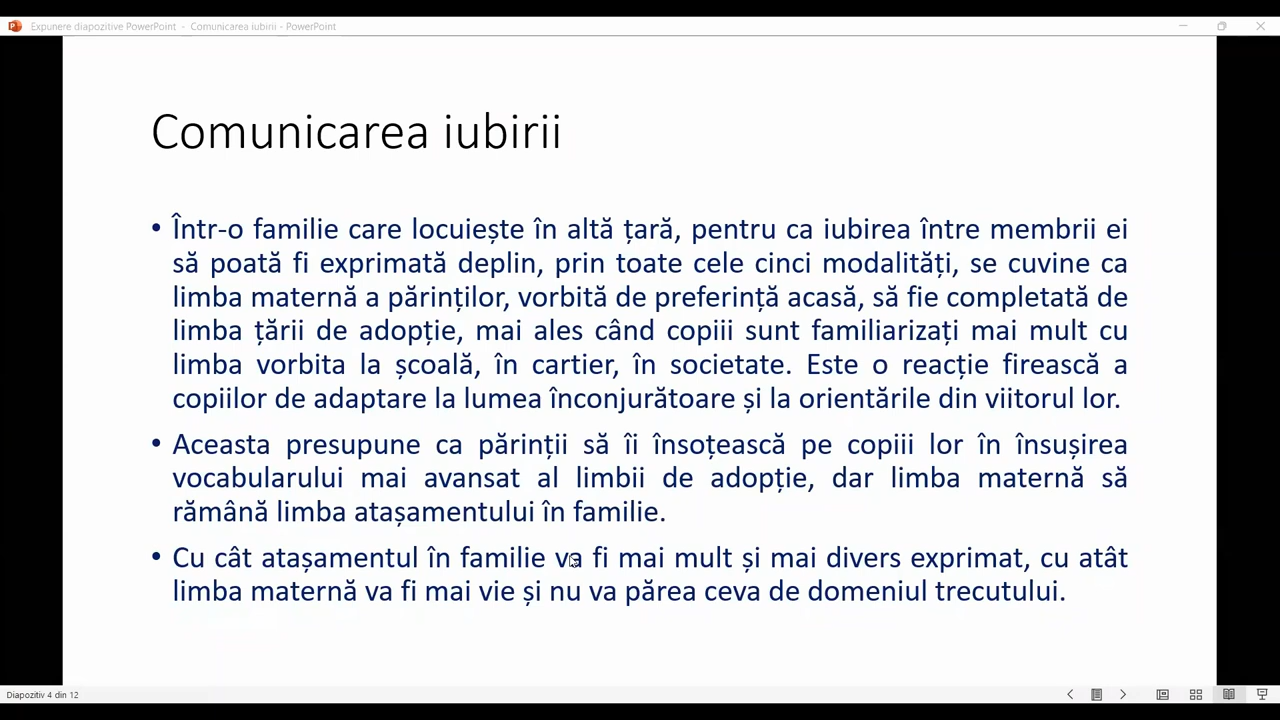 Expunere diapozitive PowerPoint - Comunicarea iubirii - PowerPoint
Comunicarea iubirii
• Într-o familie care locuiește în altă țară, pentru ca iubirea între membrii ei
să poată fi exprimată deplin, prin toate cele cinci modalități, se cuvine ca
limba maternă a părinților, vorbită de preferință acasă, să fie completată de
limba țării de adopție, mai ales când copiii sunt familiarizați mai mult cu
limba vorbita la școală, în cartier, în societate. Este o reacție firească a
copiilor de adaptare la lumea înconjurătoare și la orientările din viitorul lor.
• Aceasta presupune ca părinții să îi însoțească pe copiii lor în însușirea
vocabularului mai avansat al limbii de adopție, dar limba maternă să
rămână limba atașamentului în familie.
• Cu cât atașamentul în familie va fi mai mult și mai divers exprimat, cu atât
limba maternă va fi mai vie și nu va părea ceva de domeniul trecutului.
Diapozitiv 4 din 12